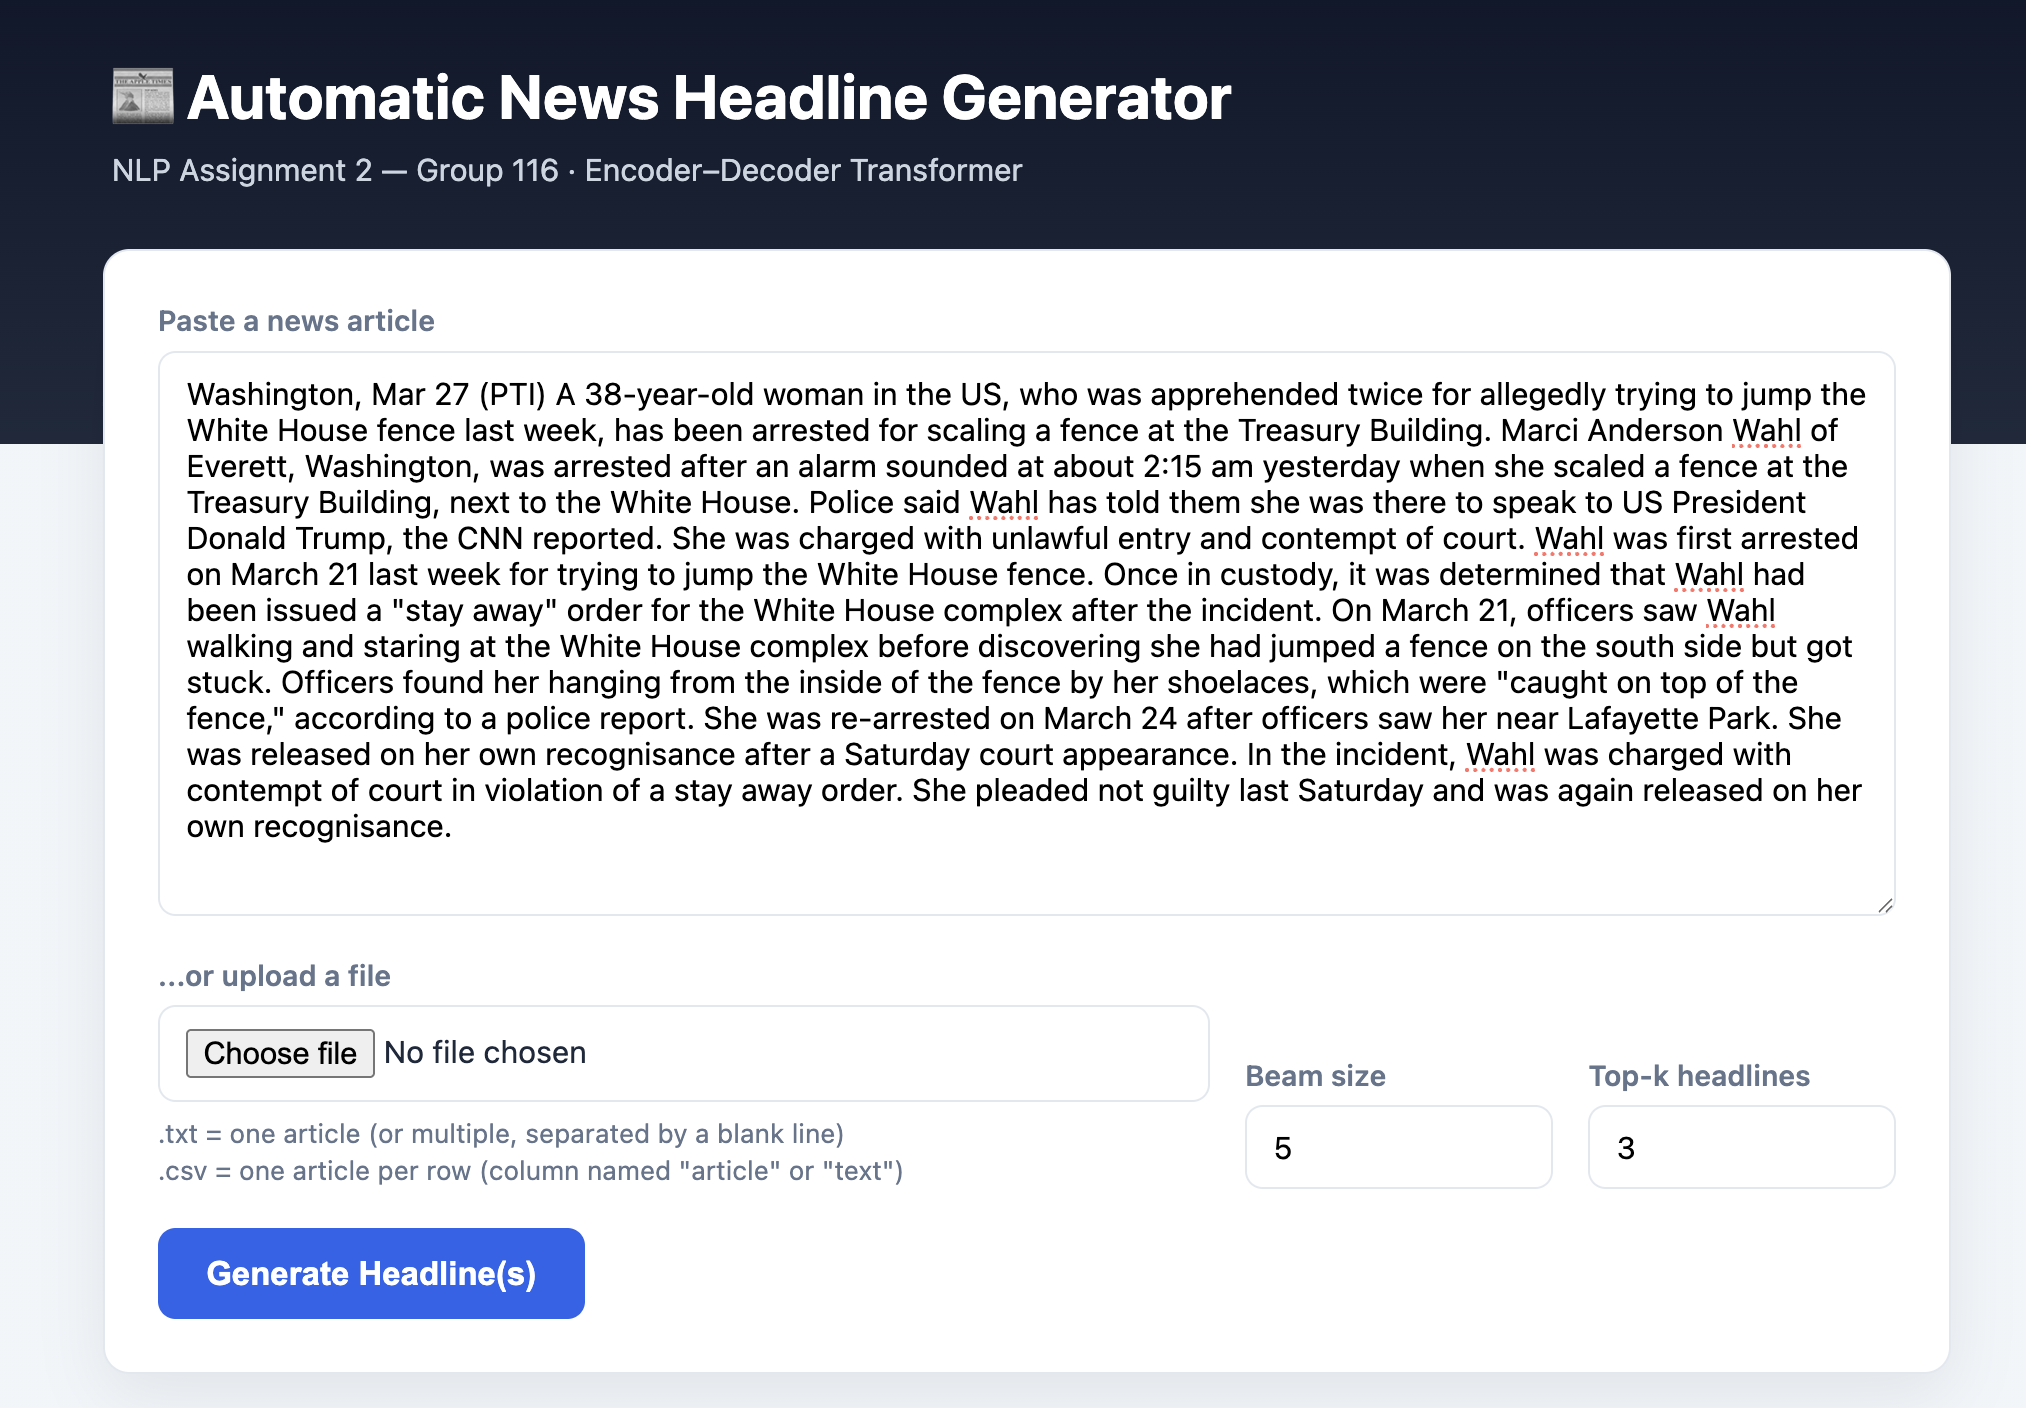 Automatic News Headline Generator
NLP Assignment 2 — Group 116 · Encoder–Decoder Transformer
Paste a news article
Washington, Mar 27 (PTI) A 38-year-old woman in the US, who was apprehended twice for allegedly trying to jump the
White House fence last week, has been arrested for scaling a fence at the Treasury Building. Marci Anderson Wahl of
Everett, Washington, was arrested after an alarm sounded at about 2:15 am yesterday when she scaled a fence at the
Treasury Building, next to the White House. Police said Wahl has told them she was there to speak to US President
Donald Trump, the CNN reported. She was charged with unlawful entry and contempt of court. Wahl was first arrested
on March 21 last week for trying to jump the White House fence. Once in custody, it was determined that Wahl had
been issued a "stay away" order for the White House complex after the incident. On March 21, officers saw Wahl
walking and staring at the White House complex before discovering she had jumped a fence on the south side but got
stuck. Officers found her hanging from the inside of the fence by her shoelaces, which were "caught on top of the
fence," according to a police report. She was re-arrested on March 24 after officers saw her near Lafayette Park. She
was released on her own recognisance after a Saturday court appearance. In the incident, Wahl was charged with
contempt of court in violation of a stay away order. She pleaded not guilty last Saturday and was again released on her
own recognisance.
...or upload a file
Choose file No file chosen
.txt = one article (or multiple, separated by a blank line)
.csv = one article per row (column named "article" or "text")
Beam size
5
Top-k headlines
3
Generate Headline(s)